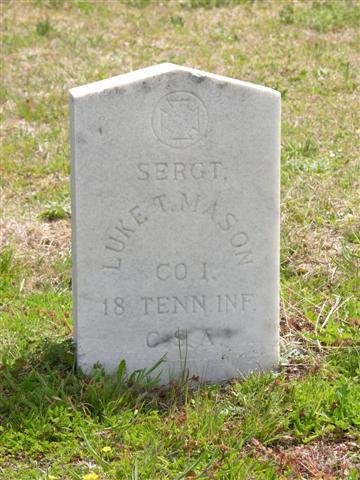 SERGT.
LUKE T. MASON
CO. I.
18 TENN. INF.
C.S.A.